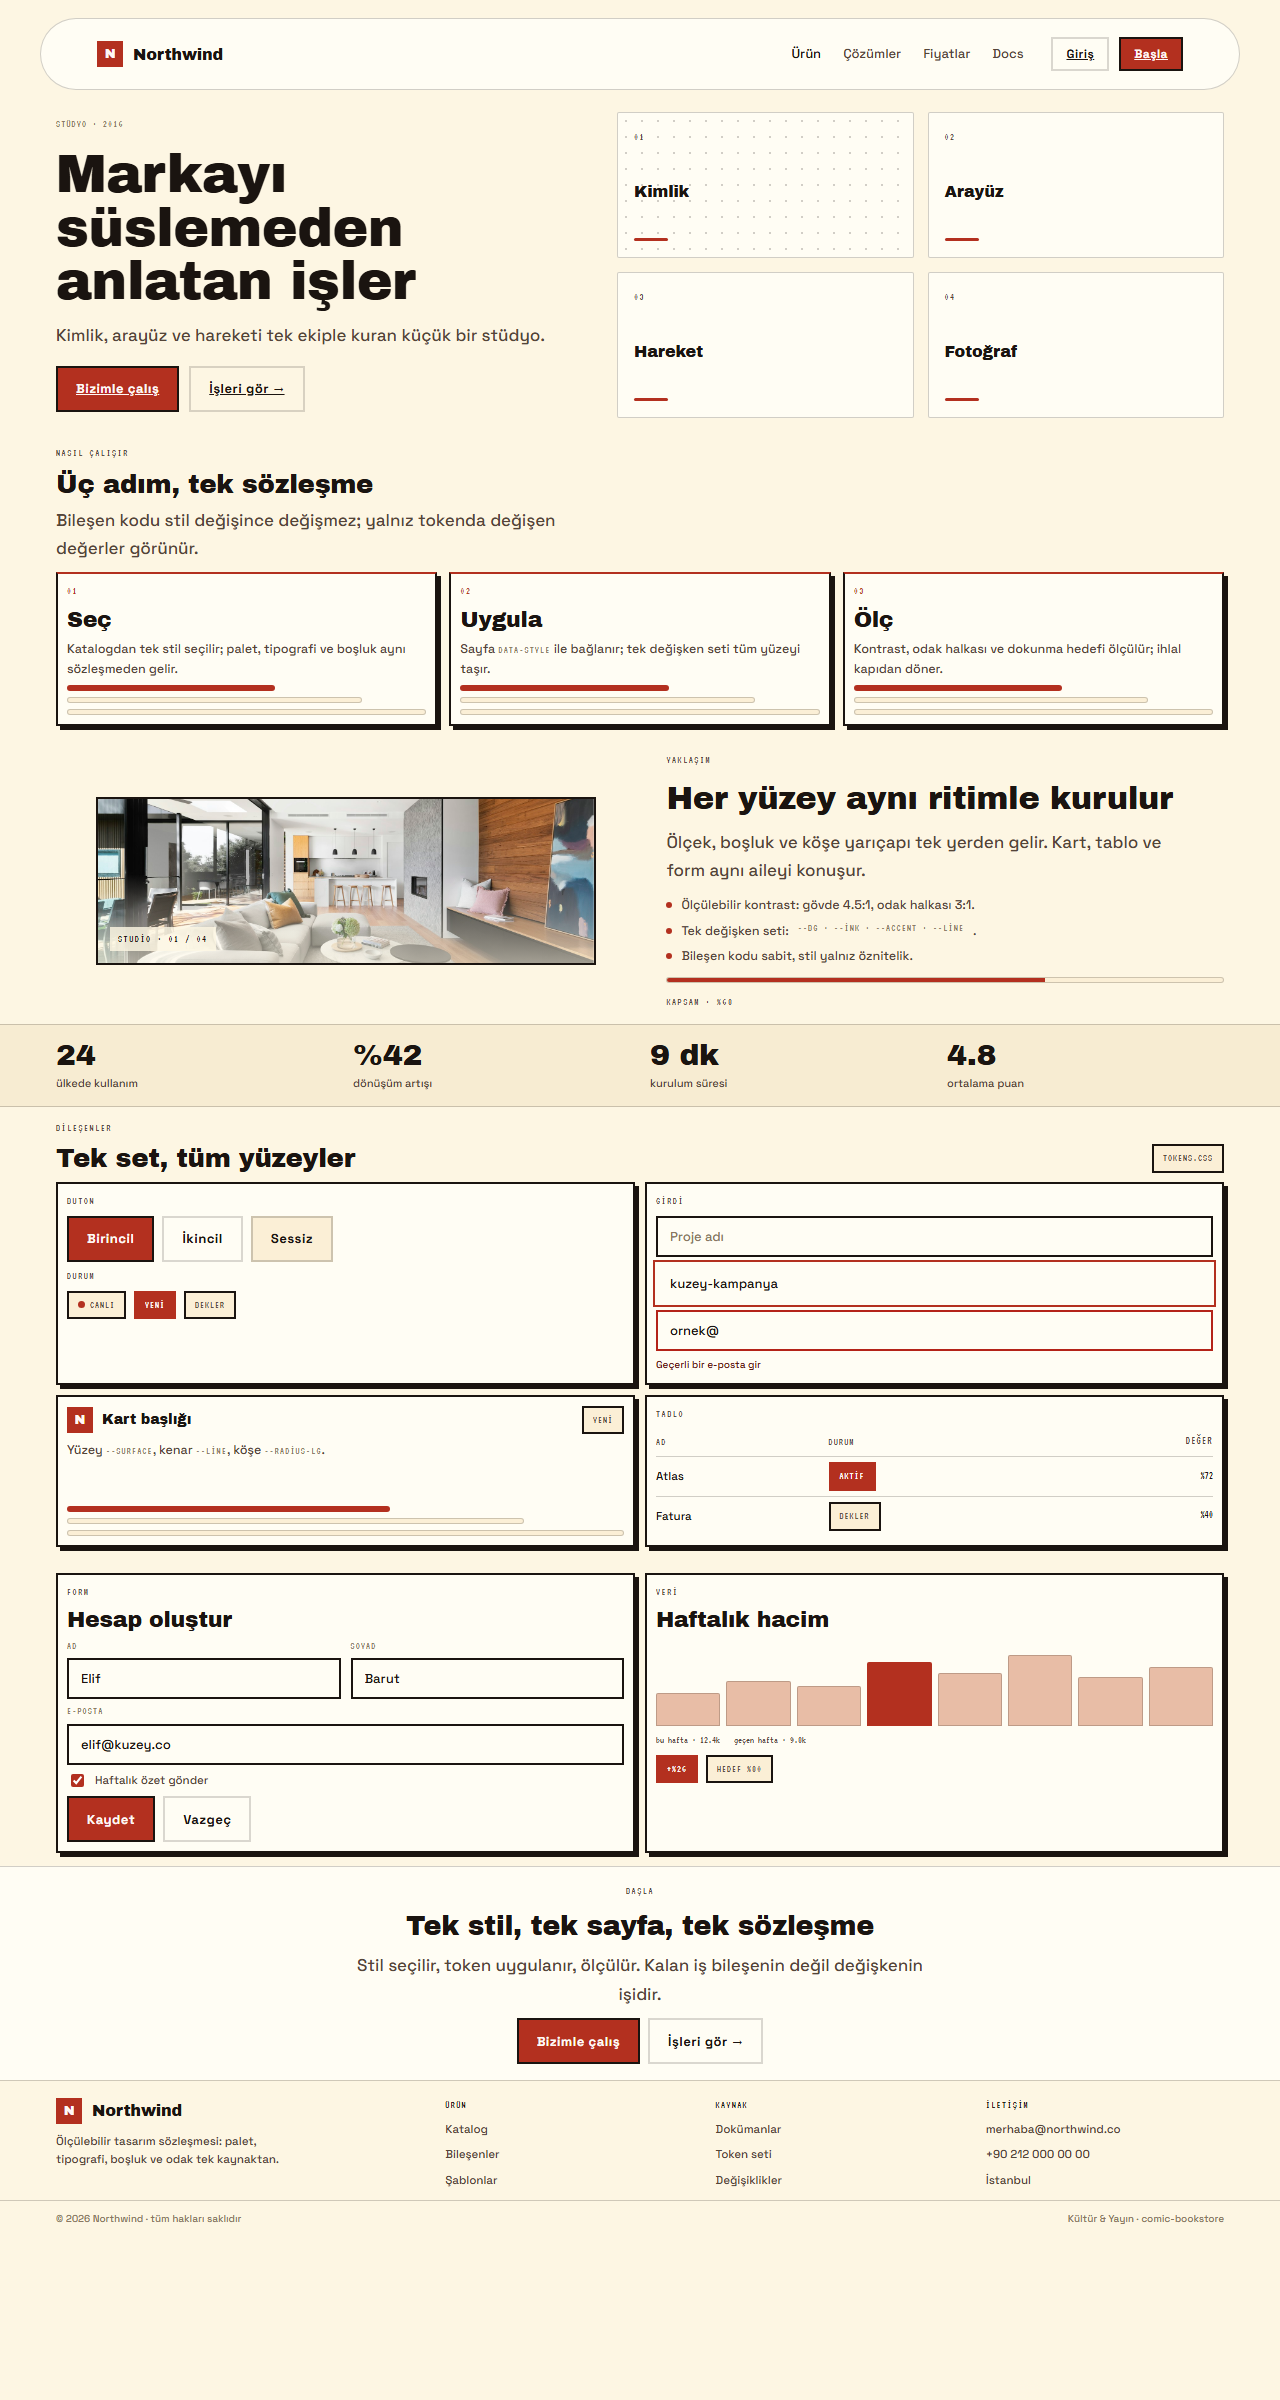 N Northwind
Ürün Çözümler Fiyatlar Docs Giriş Başla
STÜDYO · 2016
Markayı
süslemeden
anlatan işler
Kimlik, arayüz ve hareketi tek ekiple kuran küçük bir stüdyo.
Bizimle çalış İşleri gör →
01
Kimlik
02
Arayüz
03
Hareket
04
Fotoğraf
NASIL ÇALIŞIR
Üç adım, tek sözleşme
Bileşen kodu stil değişince değişmez; yalnız tokenda değişen
değerler görünür.
01
Seç
Katalogdan tek stil seçilir; palet, tipografi ve boşluk aynı
sözleşmeden gelir.
02
Uygula
Sayfa DATA-STYLE ile bağlanır; tek değişken seti tüm yüzeyi
taşır.
03
Ölç
Kontrast, odak halkası ve dokunma hedefi ölçülür; ihlal
kapıdan döner.
STUDİO · 01 / 04
YAKLAŞIM
Her yüzey aynı ritimle kurulur
Ölçek, boşluk ve köşe yarıçapı tek yerden gelir. Kart, tablo ve
form aynı aileyi konuşur.
Ölçülebilir kontrast: gövde 4.5:1, odak halkası 3:1.
Tek değişken seti: --BG · --İNK · --ACCENT · --LİNE .
Bileşen kodu sabit, stil yalnız öznitelik.
KAPSAM · %68
24
ülkede kullanım
%42
dönüşüm artışı
9 dk
kurulum süresi
4.8
ortalama puan
BİLEŞENLER
Tek set, tüm yüzeyler
TOKENS.CSS
BUTON
Birincil İkincil Sessiz
DURUM
CANLI YENİ BEKLER
GİRDİ
Proje adı
kuzey-kampanya
ornek@
Geçerli bir e-posta gir
N Kart başlığı YENİ
Yüzey --SURFACE, kenar --LİNE, köşe --RADİUS-LG.
TABLO
AD DURUM DEĞER
Atlas AKTİF %72
Fatura BEKLER %40
FORM
Hesap oluştur
AD SOYAD
Elif Barut
E-POSTA
elif@kuzey.co
Haftalık özet gönder
Kaydet Vazgeç
VERİ
Haftalık hacim
bu hafta · 12.4k geçen hafta · 9.8k
+%26 HEDEF %80
BAŞLA
Tek stil, tek sayfa, tek sözleşme
Stil seçilir, token uygulanır, ölçülür. Kalan iş bileşenin değil değişkenin
işidir.
Bizimle çalış İşleri gör →
N Northwind
Ölçülebilir tasarım sözleşmesi: palet,
tipografi, boşluk ve odak tek kaynaktan.
ÜRÜN
Katalog
Bileşenler
Şablonlar
KAYNAK
Dokümanlar
Token seti
Değişiklikler
İLETİŞİM
merhaba@northwind.co
+90 212 000 00 00
İstanbul
© 2026 Northwind · tüm hakları saklıdır
Kültür & Yayın · comic-bookstore